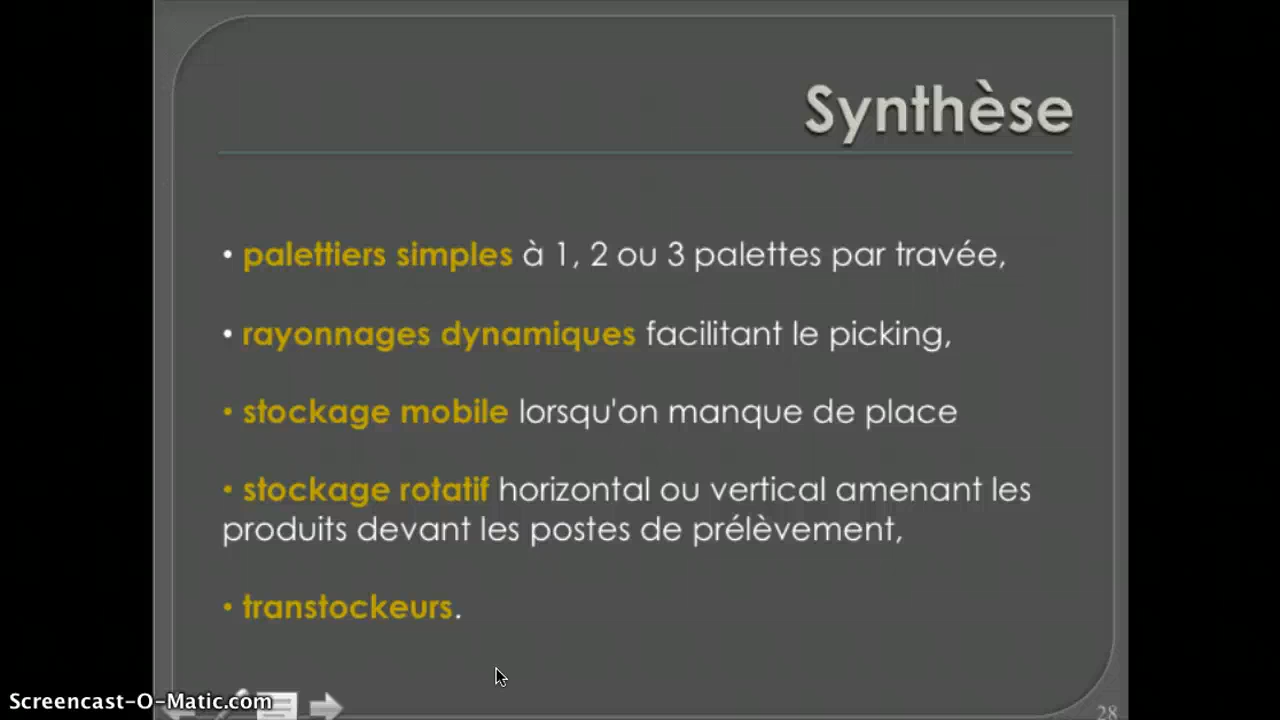 Synthèse
• palettiers simples à 1, 2 ou 3 palettes par travée,
• rayonnages dynamiques facilitant le picking,
• stockage mobile lorsqu'on manque de place
• stockage rotatif horizontal ou vertical amenant les
produits devant les postes de prélèvement,
• transtockeurs.
Screencast-O-Matic.com
28